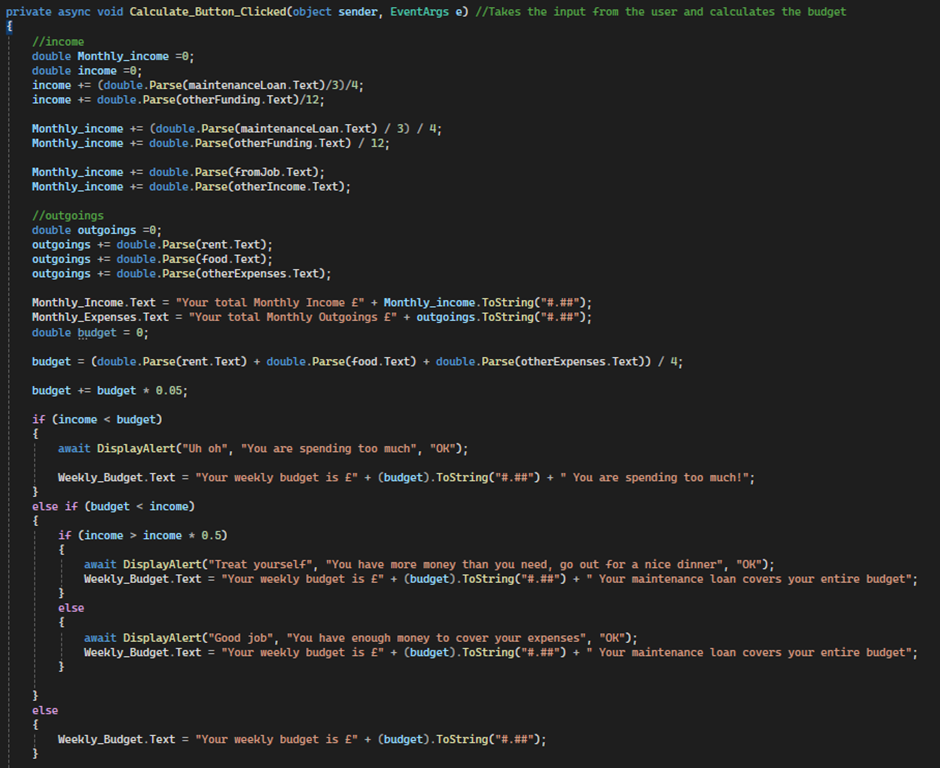 private async void Calculate_Button_Clicked(object sender, EventArgs e) //Takes the input from the user and calculates the budget
{
//income
double Monthly_income =0;
double income =0;
income += (double.Parse(maintenanceLoan.Text)/3)/4;
income += double.Parse(otherFunding.Text)/12;
Monthly_income += (double.Parse(maintenanceLoan.Text) / 3) / 4;
Monthly_income += double.Parse(otherFunding.Text) / 12;
Monthly_income += double.Parse(fromJob.Text);
Monthly_income += double.Parse(otherIncome.Text);
//outgoings
double outgoings =0;
outgoings += double.Parse(rent.Text);
outgoings += double.Parse(food.Text);
outgoings += double.Parse(otherExpenses.Text);
Monthly_Income.Text = "Your total Monthly Income £" + Monthly_income.ToString("#.##");
Monthly_Expenses.Text = "Your total Monthly Outgoings £" + outgoings.ToString("#.##");
double budget = 0;
budget = (double.Parse(rent.Text) + double.Parse(food.Text) + double.Parse(otherExpenses.Text)) / 4;
budget += budget * 0.05;
if (income < budget)
{
await DisplayAlert("Uh oh", "You are spending too much", "OK");
Weekly_Budget.Text = "Your weekly budget is £" + (budget).ToString("#.##") + " You are spending too much!";
}
else if (budget < income)
{
if (income > income * 0.5)
{
await DisplayAlert("Treat yourself", "You have more money than you need, go out for a nice dinner", "OK");
Weekly_Budget.Text = "Your weekly budget is £" + (budget).ToString("#.##") + " Your maintenance loan covers your entire budget";
}
else
{
await DisplayAlert("Good job", "You have enough money to cover your expenses", "OK");
Weekly_Budget.Text = "Your weekly budget is £" + (budget).ToString("#.##") + " Your maintenance loan covers your entire budget";
}
}
else
{
Weekly_Budget.Text = "Your weekly budget is £" + (budget).ToString("#.##");
}